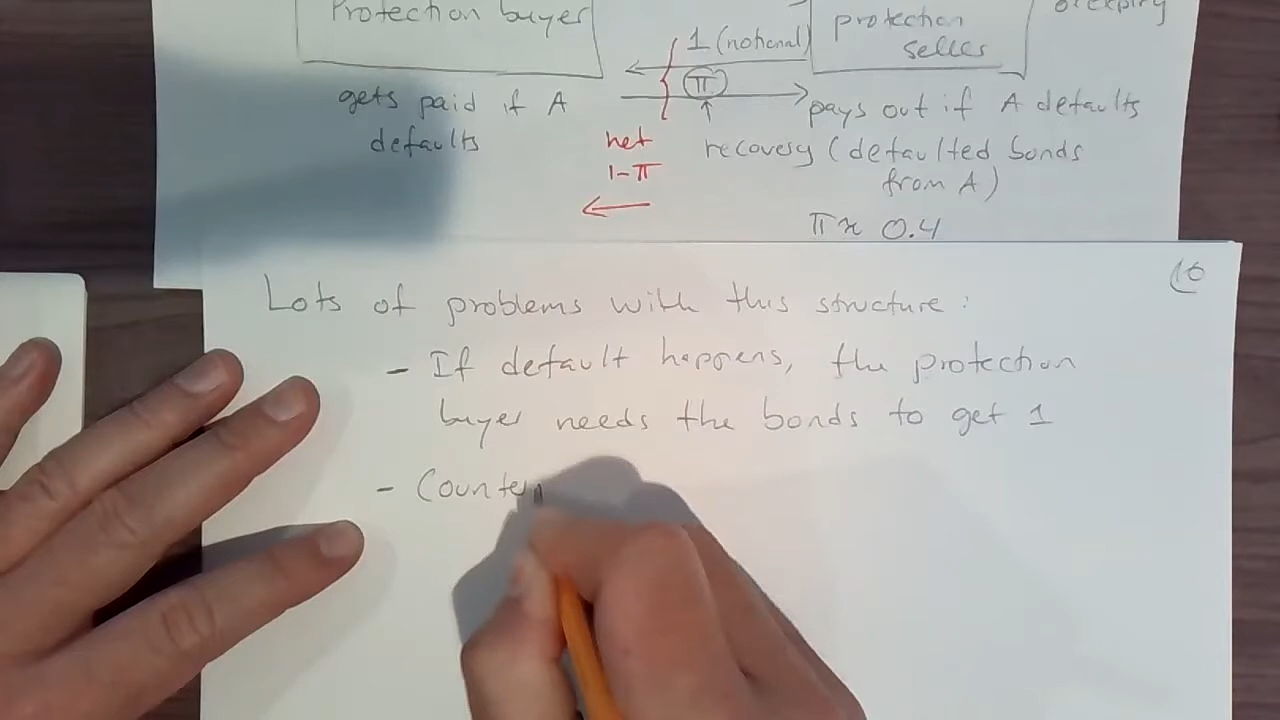 Protection buyer
protection
seller
or expiry
1 (notional)
π
gets paid if A
defaults
net
1-π
pays out if A defaults
recovery (defaulted bonds
from A)
π ≈ 0.4
10
Lots of problems with this structure:
- If default happens, the protection
buyer needs the bonds to get 1
- Counterp